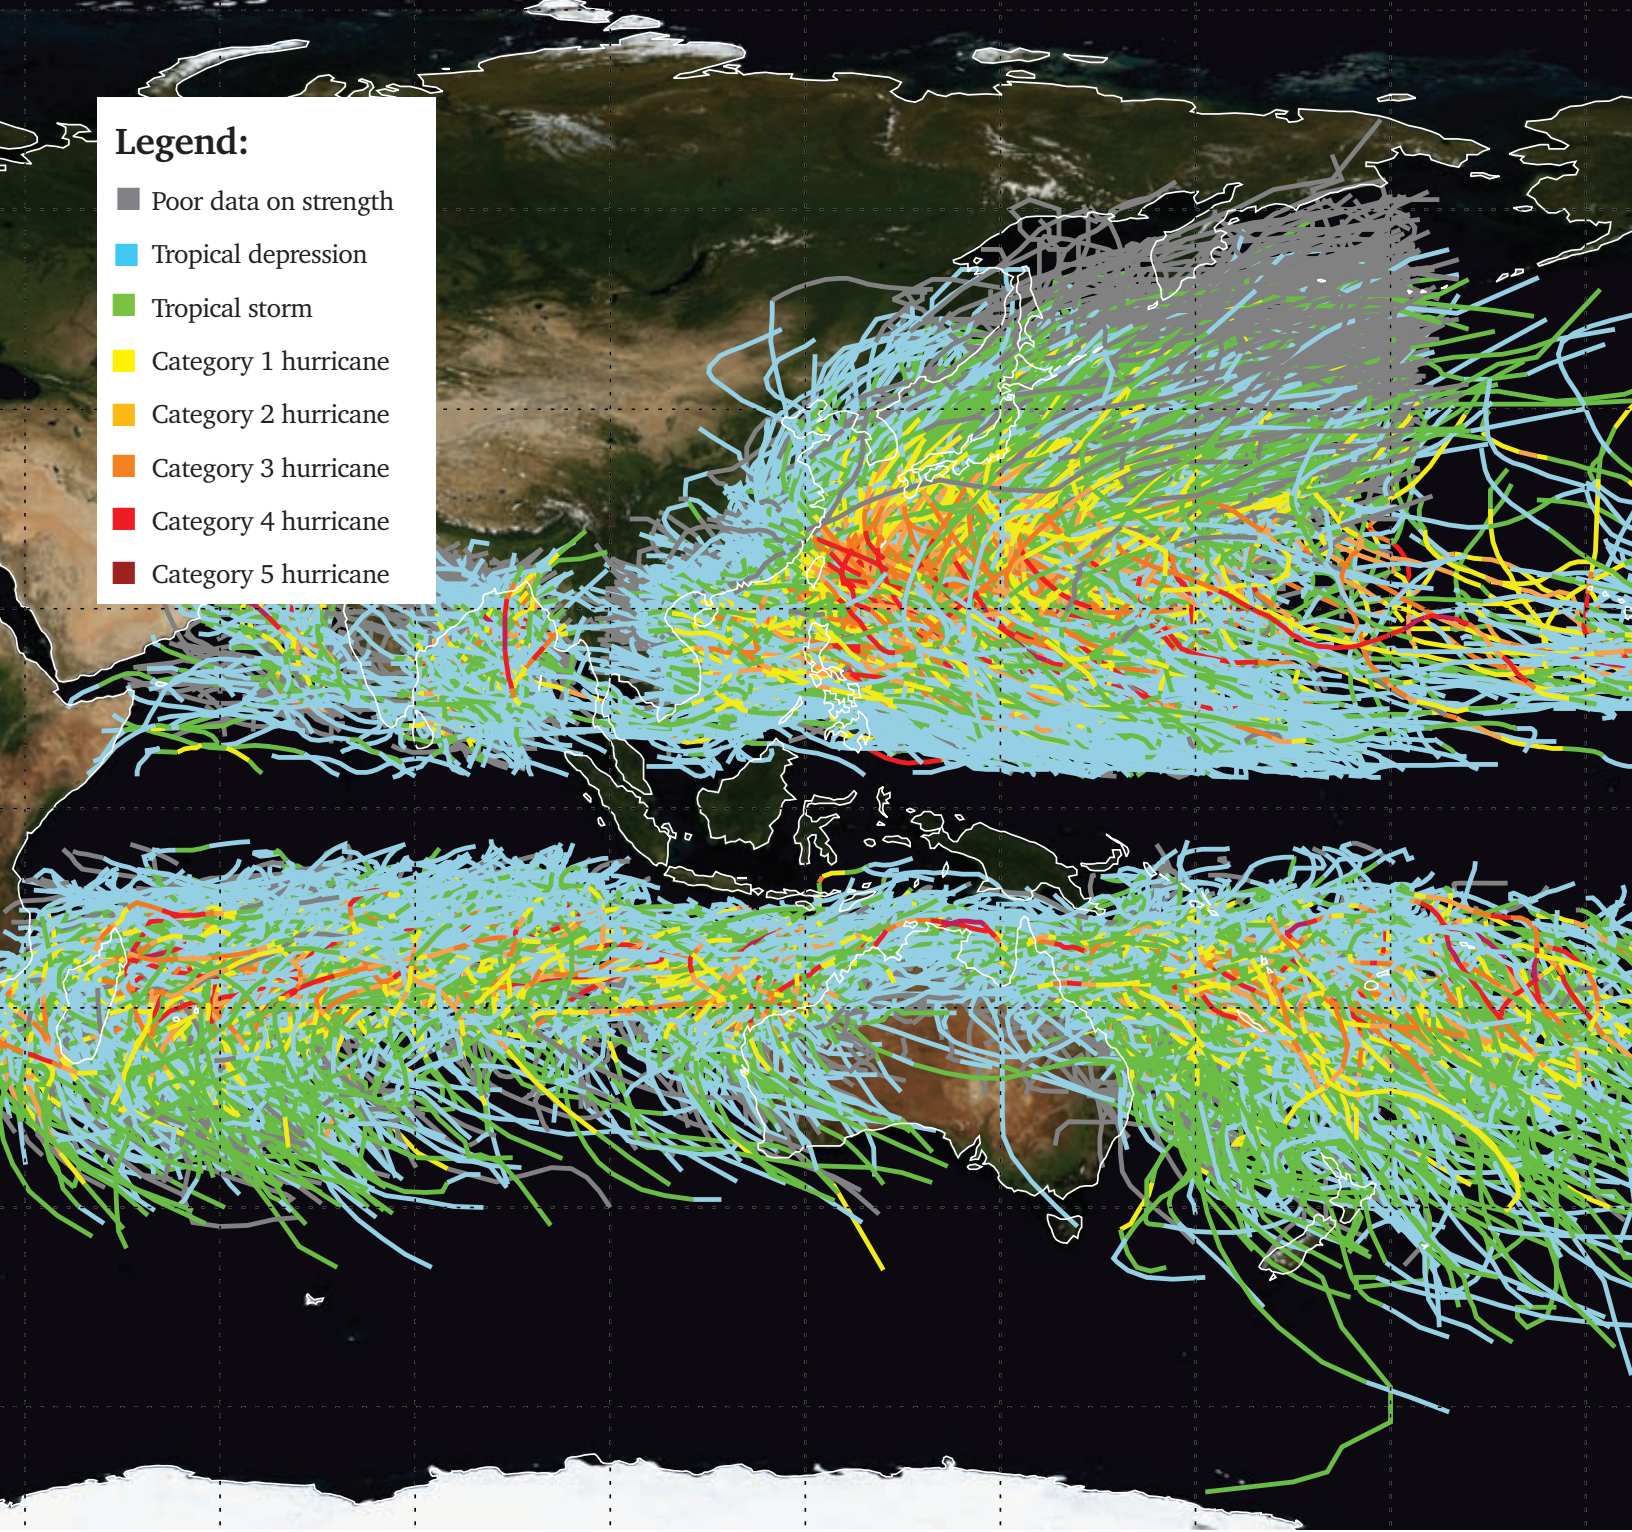 Legend:
Poor data on strength
Tropical depression
Tropical storm
Category 1 hurricane
Category 2 hurricane
Category 3 hurricane
Category 4 hurricane
Category 5 hurricane